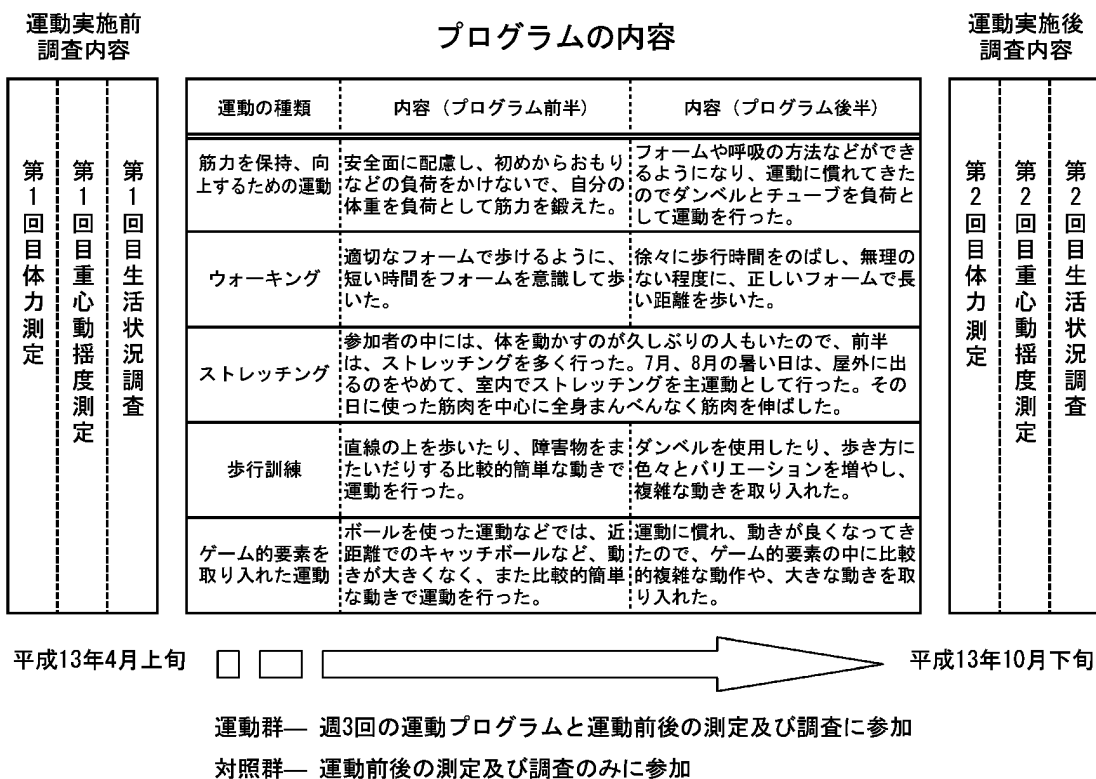 運動実施前
調査内容
プログラムの内容
運動実施後
調査内容
第1回目体力測定
第1回目重心動揺度測定
第1回目生活状況調査
運動の種類
内容（プログラム前半）
内容（プログラム後半）
筋力を保持、向
上するための運動
安全面に配慮し、初めからおもり
などの負荷をかけないで、自分の
体重を負荷として筋力を鍛えた。
フォームや呼吸の方法などができ
るようになり、運動に慣れてきた
のでダンベルとチューブを負荷と
して運動を行った。
ウォーキング
適切なフォームで歩けるように、
短い時間をフォームを意識して歩
いた。
徐々に歩行時間をのばし、無理の
ない程度に、正しいフォームで長
い距離を歩いた。
ストレッチング
参加者の中には、体を動かすのが久しぶりの人もいたので、前半
は、ストレッチングを多く行った。7月、8月の暑い日は、屋外に出
るのをやめて、室内でストレッチングを主運動として行った。その
日に使った筋肉を中心に全身まんべんなく筋肉を伸ばした。
歩行訓練
直線の上を歩いたり、障害物をま
たいだりする比較的簡単な動きで
運動を行った。
ダンベルを使用したり、歩き方に
色々とバリエーションを増やし、
複雑な動きを取り入れた。
ゲーム的要素を
取り入れた運動
ボールを使った運動などでは、近
距離でのキャッチボールなど、動
きが大きくなく、また比較的簡単
な動きで運動を行った。
運動に慣れ、動きが良くなってき
たので、ゲーム的要素の中に比較
的複雑な動作や、大きな動きを取
り入れた。
第2回目体力測定
第2回目重心動揺度測定
第2回目生活状況調査
平成13年4月上旬
平成13年10月下旬
運動群― 週3回の運動プログラムと運動前後の測定及び調査に参加
対照群― 運動前後の測定及び調査のみに参加